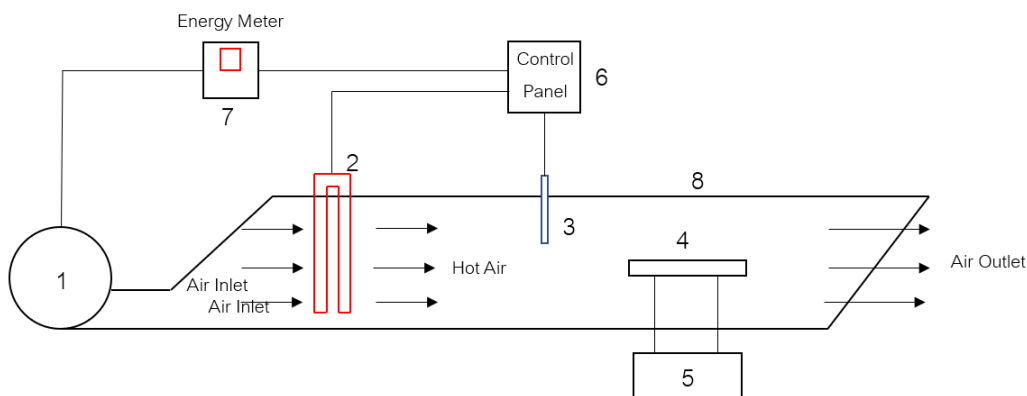 Energy Meter
7
Control
Panel
6
2
8
3
4
1
Air Inlet
Air Inlet
Hot Air
Air Outlet
5